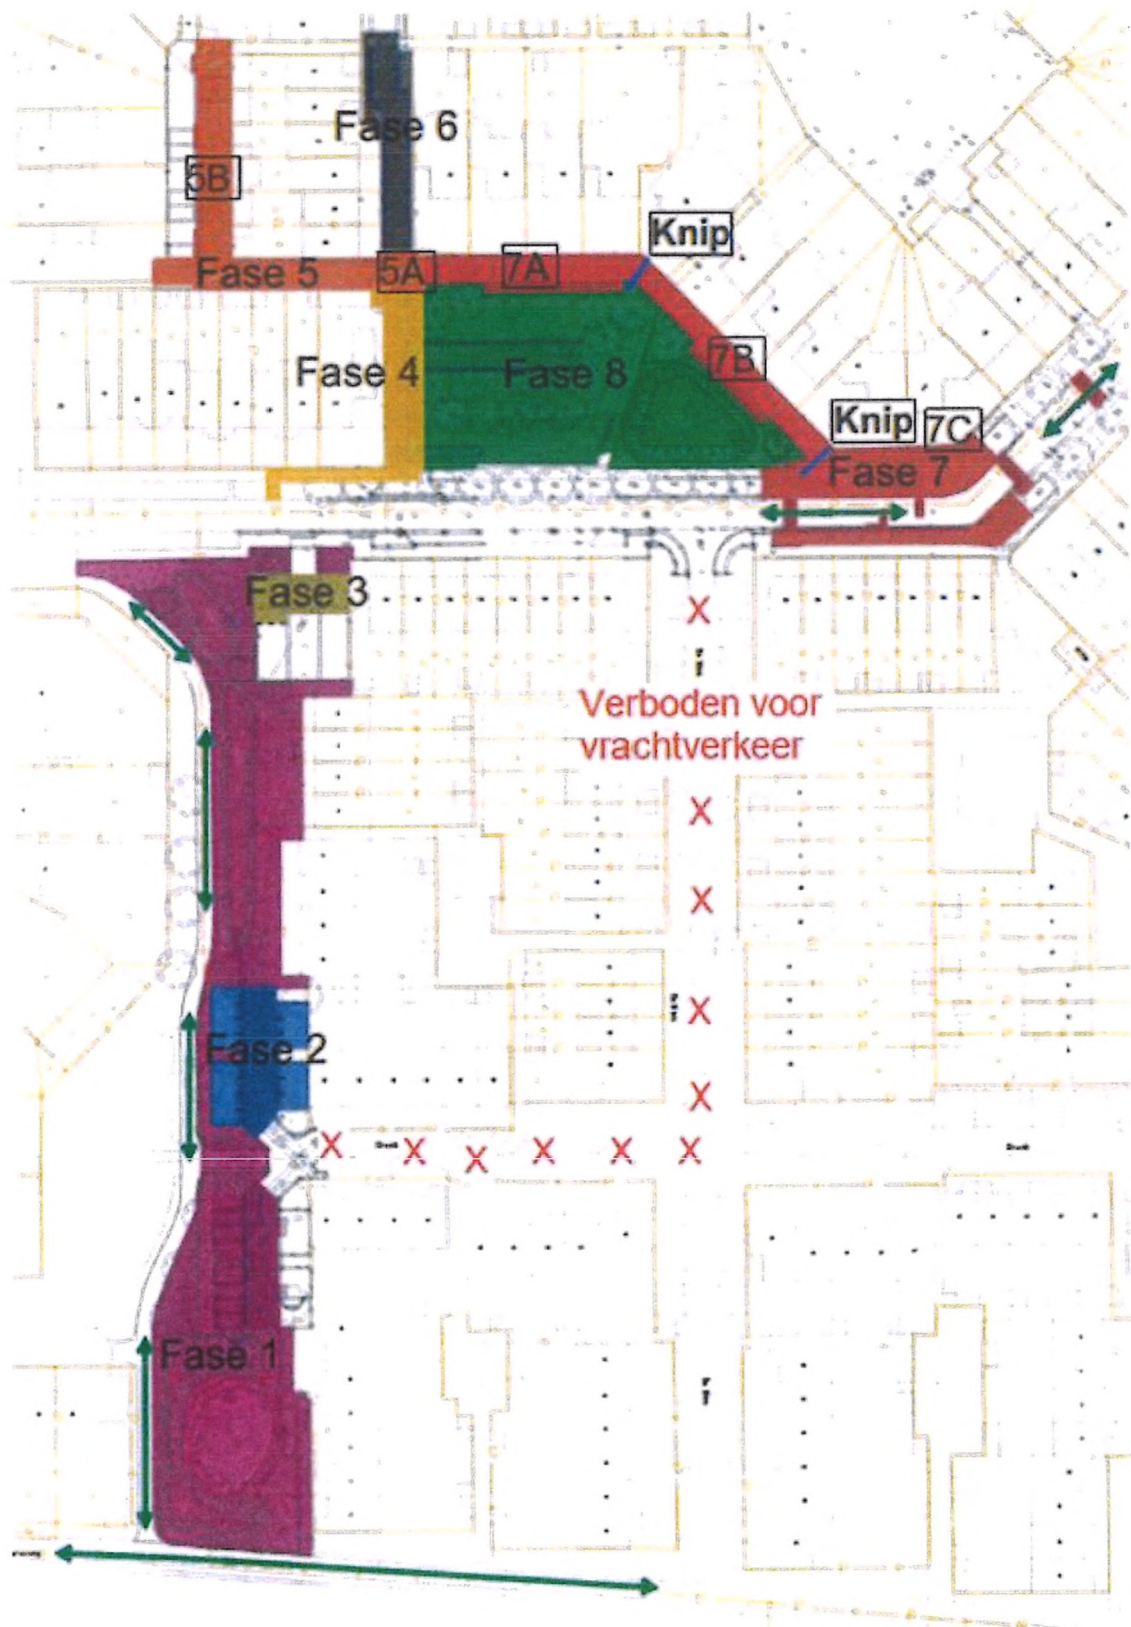 Fase 6
5B
Knip
Fase 5
5A
7A
Fase 4
Fase 8
7B
Knip
7C
Fase 7
Fase 3
X
Verboden voor
vrachtverkeer
X
X
X
Fase 2
X
X
X
X
X
X
X
Fase 1